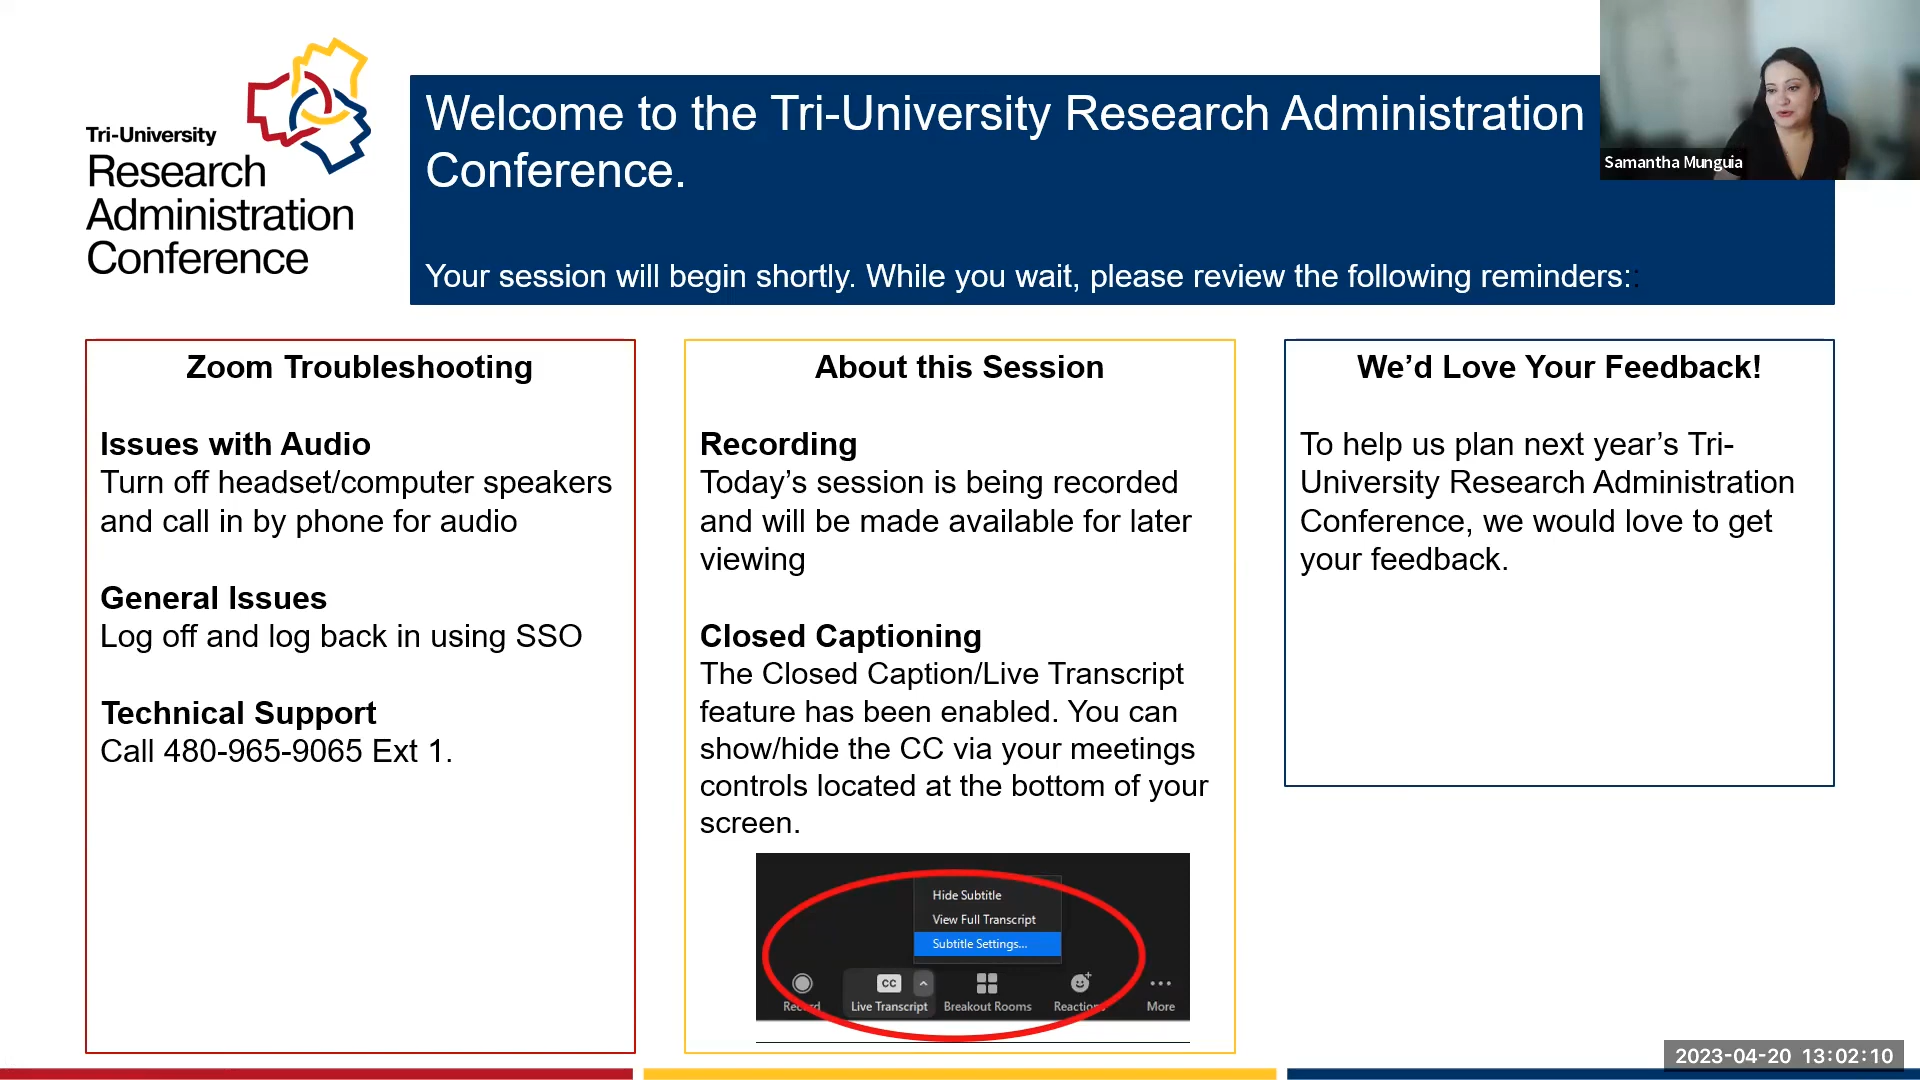 Tri-University
Research
Administration
Conference
Welcome to the Tri-University Research Administration
Conference.
Your session will begin shortly. While you wait, please review the following reminders::
Samantha Munguia
Zoom Troubleshooting
Issues with Audio
Turn off headset/computer speakers
and call in by phone for audio
General Issues
Log off and log back in using SSO
Technical Support
Call 480-965-9065 Ext 1.
About this Session
Recording
Today’s session is being recorded
and will be made available for later
viewing
Closed Captioning
The Closed Caption/Live Transcript
feature has been enabled. You can
show/hide the CC via your meetings
controls located at the bottom of your
screen.
Hide Subtitle
View Full Transcript
Subtitle Settings...
CC
Record
Live Transcript
Breakout Rooms
Reactions
More
We’d Love Your Feedback!
To help us plan next year’s Tri-
University Research Administration
Conference, we would love to get
your feedback.
2023-04-20 13:02:10